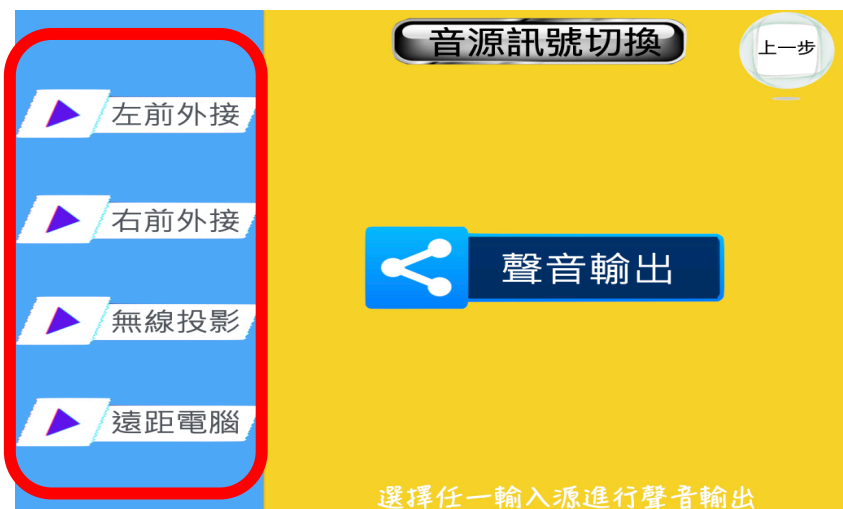 音源訊號切換
上一步
左前外接
右前外接
無線投影
遠距電腦
聲音輸出
選擇任一輸入源進行聲音輸出